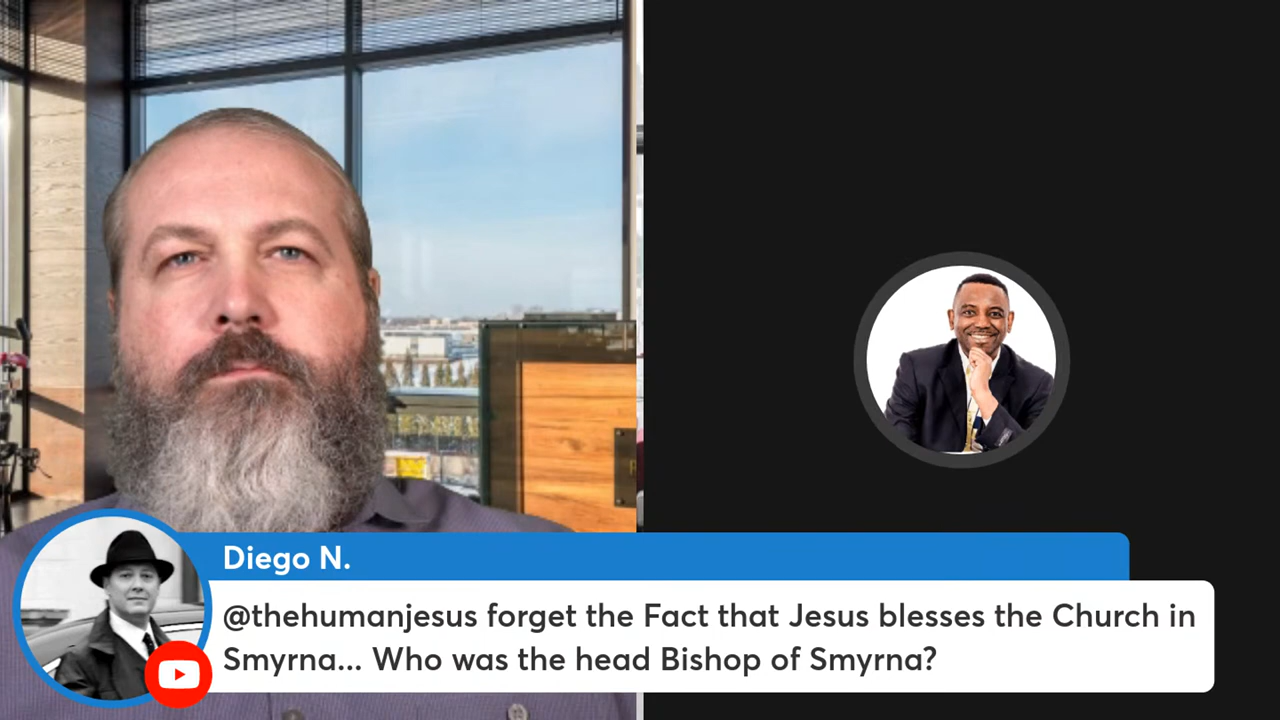 Diego N.
@thehumanjesus forget the Fact that Jesus blesses the Church in
Smyrna... Who was the head Bishop of Smyrna?